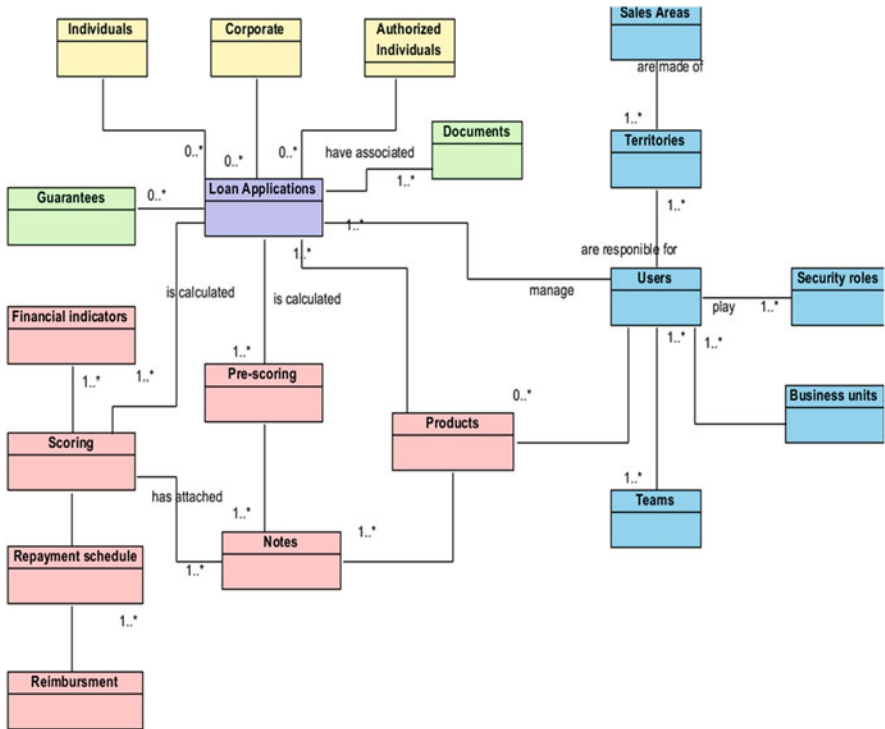 Individuals
Corporate
Authorized
Individuals
Sales Areas
are made of
1..*
Territories
1..*
Documents
have associated
1..*
0..*
0..*
0..*
Loan Applications
Guarantees
0..*
1..*
1..*
are responible for
manage
Users
play
1..*
Security roles
is calculated
is calculated
Financial indicators
1..*
1..*
1..*
1..*
1..*
Pre-scoring
0..*
Business units
Products
Scoring
has attached
1..*
1..*
1..*
Teams
Notes
1..*
Repayment schedule
1..*
Reimbursment